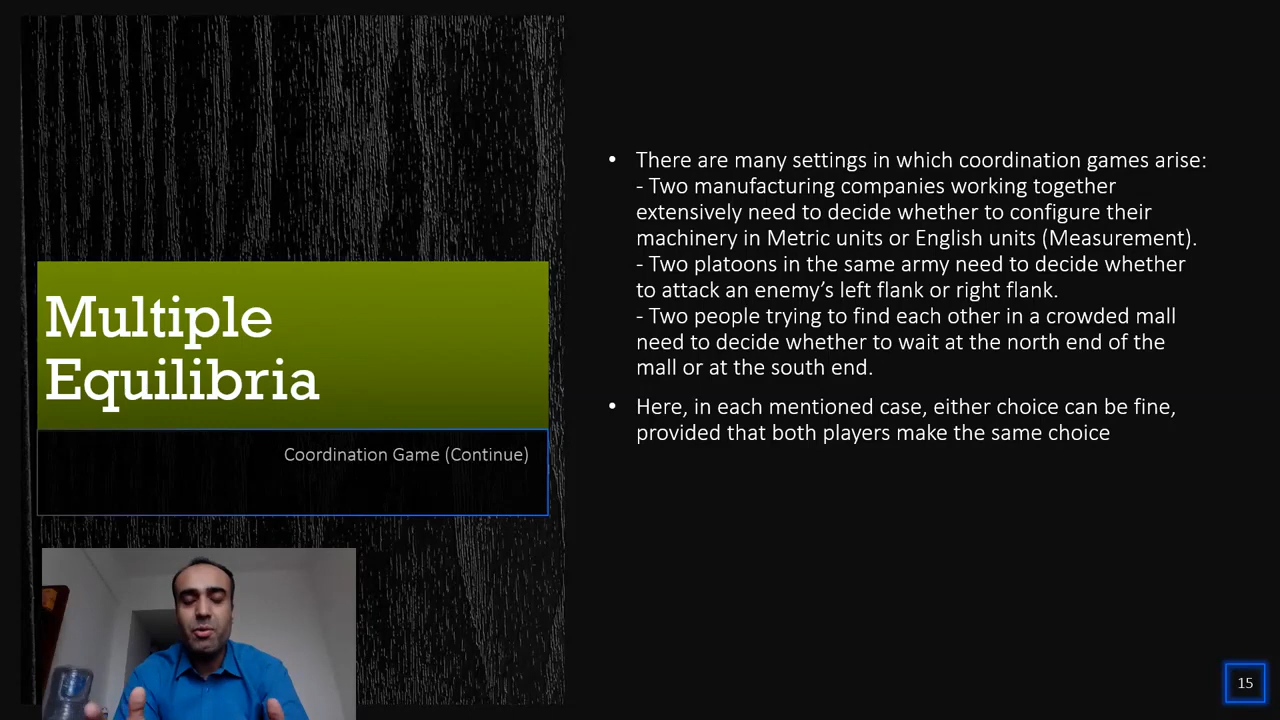 Multiple
Equilibria
Coordination Game (Continue)
• There are many settings in which coordination games arise:
- Two manufacturing companies working together
extensively need to decide whether to configure their
machinery in Metric units or English units (Measurement).
- Two platoons in the same army need to decide whether
to attack an enemy’s left flank or right flank.
- Two people trying to find each other in a crowded mall
need to decide whether to wait at the north end of the
mall or at the south end.
• Here, in each mentioned case, either choice can be fine,
provided that both players make the same choice
15